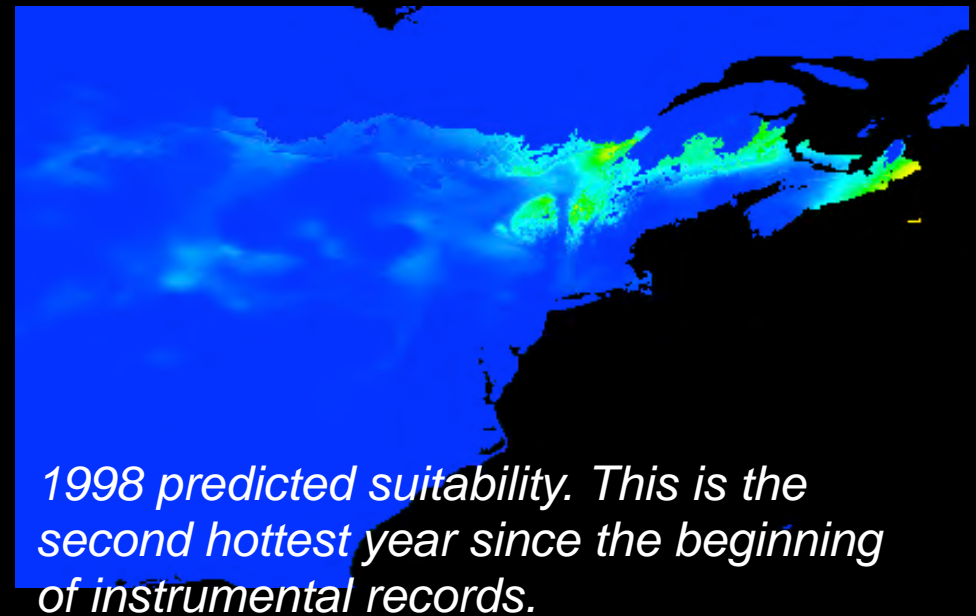 1998 predicted suitability. This is the
second hottest year since the beginning
of instrumental records.